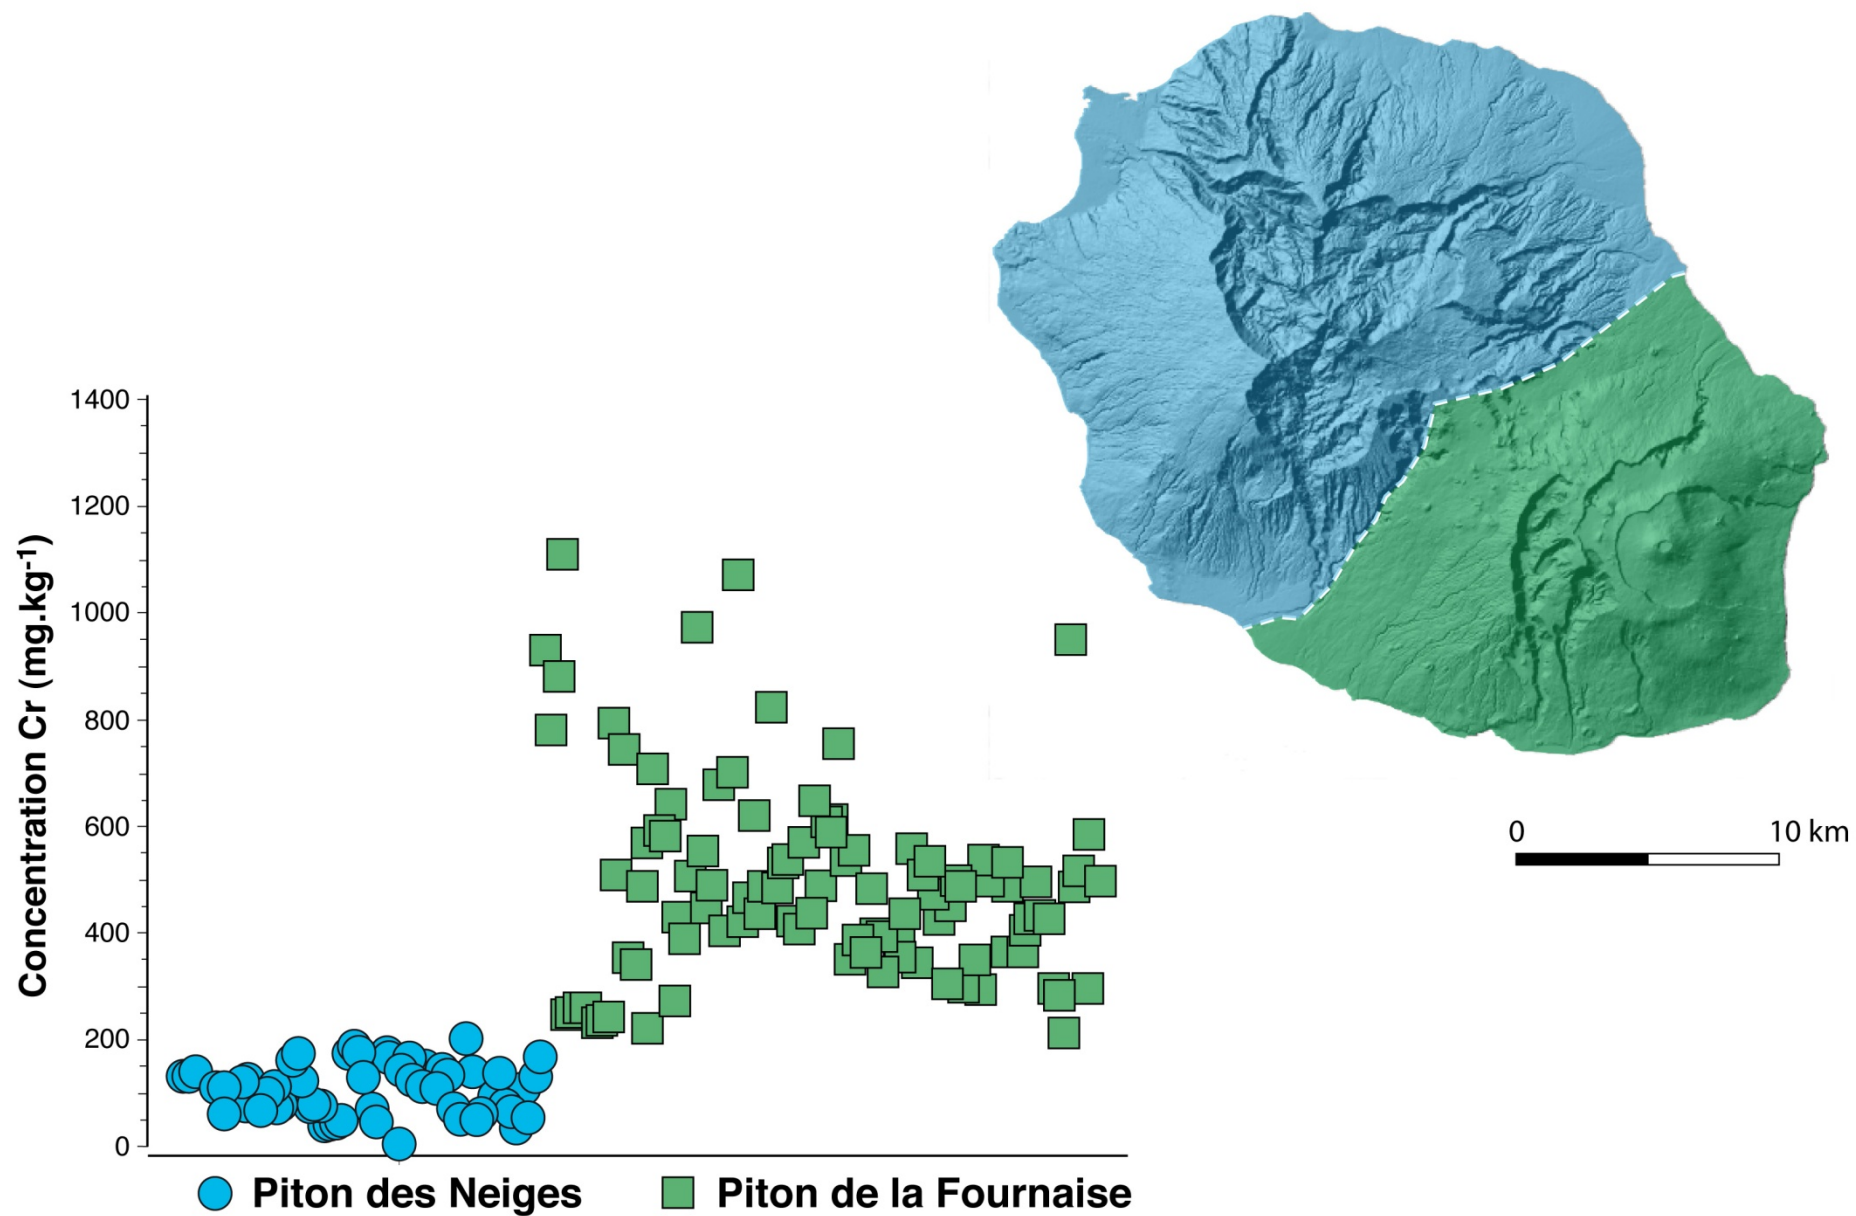 1400
1200
1000
800
600
400
200
0
Concentration Cr (mg.kg⁻¹)
Piton des Neiges
Piton de la Fournaise
0 10 km